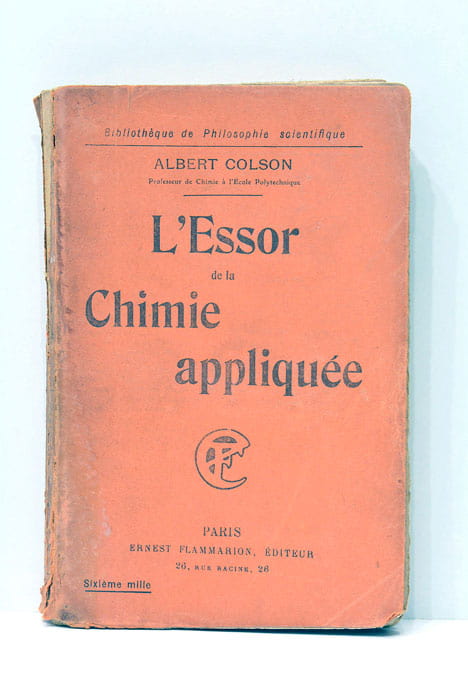 Bibliothèque de Philosophie scientifique
ALBERT COLSON
Professeur de Chimie à l'École Polytechnique
L'Essor
de la
Chimie
appliquée
PARIS
ERNEST FLAMMARION, ÉDITEUR
26, RUE RACINE, 26
Sixième mille